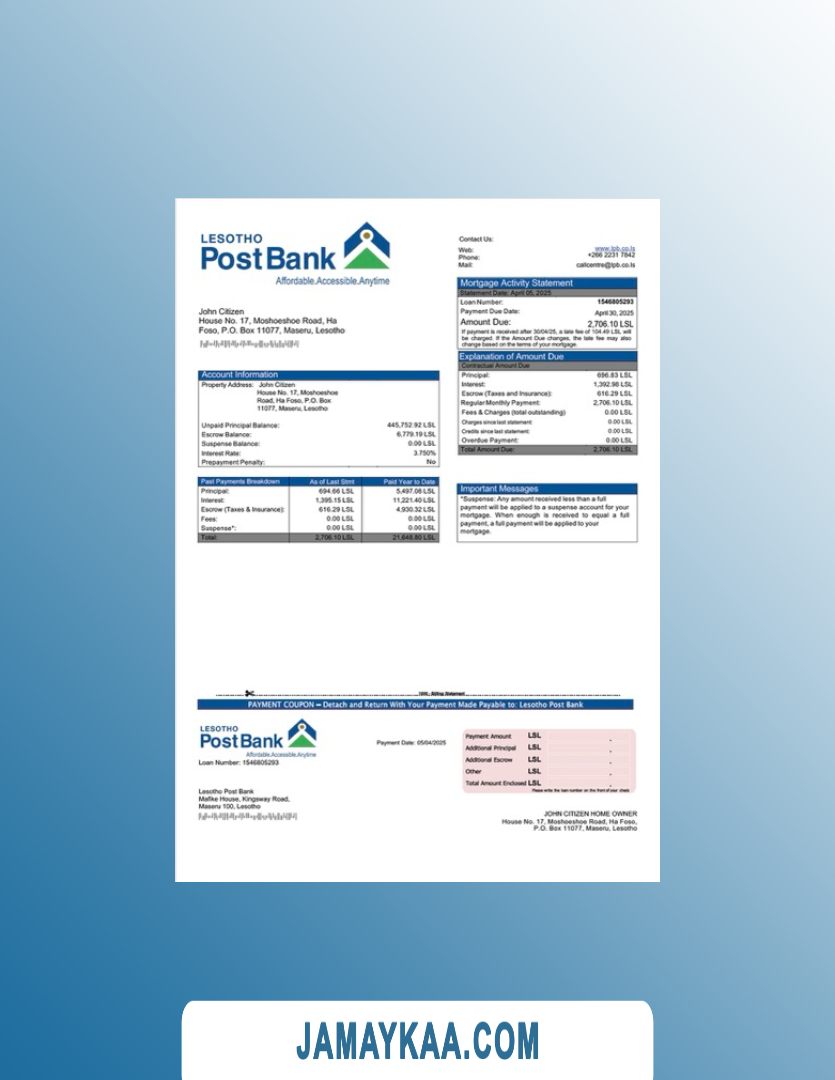 LESOTHO
PostBank
Affordable.Accessible.Anytime
Contact Us:
Web: www.lpb.co.ls
Phone: +266 2231 7842
Mail: callcentre@lpb.co.ls
John Citizen
House No. 17, Moshoeshoe Road, Ha
Foso, P.O. Box 11077, Maseru, Lesotho
Mortgage Activity Statement
Statement Date: April 05, 2025
Loan Number: 1546805293
Payment Due Date: April 30, 2025
Amount Due: 2,706.10 LSL
If payment is received after 30/04/25, a late fee of 104.49 LSL will
be charged. If the Amount Due changes, the late fee may also
change based on the terms of your mortgage.
Explanation of Amount Due
Contractual Amount Due
Principal: 696.83 LSL
Interest: 1,392.98 LSL
Escrow (Taxes and Insurance): 616.29 LSL
Regular Monthly Payment: 2,706.10 LSL
Fees & Charges (total outstanding) 0.00 LSL
Charges since last statement: 0.00 LSL
Credits since last statement: 0.00 LSL
Overdue Payment: 0.00 LSL
Total Amount Due: 2,706.10 LSL
Account Information
Property Address: John Citizen
House No. 17, Moshoeshoe
Road, Ha Foso, P.O. Box
11077, Maseru, Lesotho
Unpaid Principal Balance: 445,752.92 LSL
Escrow Balance: 6,779.19 LSL
Suspense Balance: 0.00 LSL
Interest Rate: 3.750%
Prepayment Penalty: No
Past Payments Breakdown As of Last Stmt Paid Year to Date
Principal: 694.66 LSL 5,497.08 LSL
Interest: 1,395.15 LSL 11,221.40 LSL
Escrow (Taxes & Insurance): 616.29 LSL 4,930.32 LSL
Fees: 0.00 LSL 0.00 LSL
Suspense*: 0.00 LSL 0.00 LSL
Total: 2,706.10 LSL 21,648.80 LSL
Important Messages
*Suspense: Any amount received less than a full
payment will be applied to a suspense account for your
mortgage. When enough is received to equal a full
payment, a full payment will be applied to your
mortgage.
Billing Statement
PAYMENT COUPON – Detach and Return With Your Payment Made Payable to: Lesotho Post Bank
LESOTHO
PostBank
Affordable.Accessible.Anytime
Loan Number: 1546805293
Payment Date: 05/04/2025
Payment Amount LSL .
Additional Principal LSL .
Additional Escrow LSL .
Other LSL .
Total Amount Enclosed LSL .
Please write the loan number on the front of your check
Lesotho Post Bank
Mafike House, Kingsway Road,
Maseru 100, Lesotho
JOHN CITIZEN HOME OWNER
House No. 17, Moshoeshoe Road, Ha Foso,
P.O. Box 11077, Maseru, Lesotho
JAMAYKAA.COM